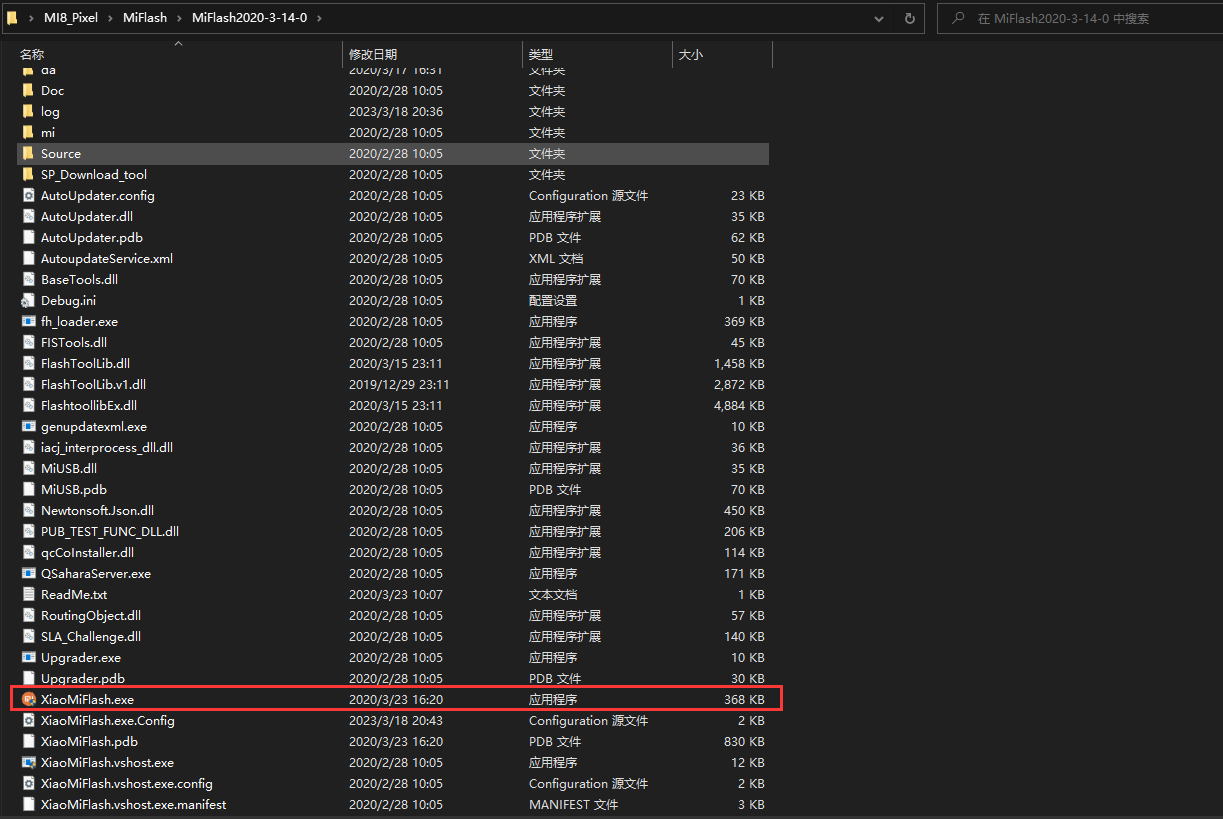 MI8_Pixel › MiFlash › MiFlash2020-3-14-0 › 在 MiFlash2020-3-14-0 中搜索
名称 修改日期 类型 大小
da 2020/3/17 16:31 文件夹
Doc 2020/2/28 10:05 文件夹
log 2023/3/18 20:36 文件夹
mi 2020/2/28 10:05 文件夹
Source 2020/2/28 10:05 文件夹
SP_Download_tool 2020/2/28 10:05 文件夹
AutoUpdater.config 2020/2/28 10:05 Configuration 源文件 23 KB
AutoUpdater.dll 2020/2/28 10:05 应用程序扩展 35 KB
AutoUpdater.pdb 2020/2/28 10:05 PDB 文件 62 KB
AutoupdateService.xml 2020/2/28 10:05 XML 文档 50 KB
BaseTools.dll 2020/2/28 10:05 应用程序扩展 70 KB
Debug.ini 2020/2/28 10:05 配置设置 1 KB
fh_loader.exe 2020/2/28 10:05 应用程序 369 KB
FISTools.dll 2020/2/28 10:05 应用程序扩展 45 KB
FlashToolLib.dll 2020/3/15 23:11 应用程序扩展 1,458 KB
FlashToolLib.v1.dll 2019/12/29 23:11 应用程序扩展 2,872 KB
FlashtoollibEx.dll 2020/3/15 23:11 应用程序扩展 4,884 KB
genupdatexml.exe 2020/2/28 10:05 应用程序 10 KB
iacj_interprocess_dll.dll 2020/2/28 10:05 应用程序扩展 36 KB
MiUSB.dll 2020/2/28 10:05 应用程序扩展 35 KB
MiUSB.pdb 2020/2/28 10:05 PDB 文件 70 KB
Newtonsoft.Json.dll 2020/2/28 10:05 应用程序扩展 450 KB
PUB_TEST_FUNC_DLL.dll 2020/2/28 10:05 应用程序扩展 206 KB
qcCoInstaller.dll 2020/2/28 10:05 应用程序扩展 114 KB
QSaharaServer.exe 2020/2/28 10:05 应用程序 171 KB
ReadMe.txt 2020/3/23 10:07 文本文档 1 KB
RoutingObject.dll 2020/2/28 10:05 应用程序扩展 57 KB
SLA_Challenge.dll 2020/2/28 10:05 应用程序扩展 140 KB
Upgrader.exe 2020/2/28 10:05 应用程序 10 KB
Upgrader.pdb 2020/2/28 10:05 PDB 文件 30 KB
XiaoMiFlash.exe 2020/3/23 16:20 应用程序 368 KB
XiaoMiFlash.exe.Config 2023/3/18 20:43 Configuration 源文件 2 KB
XiaoMiFlash.pdb 2020/3/23 16:20 PDB 文件 830 KB
XiaoMiFlash.vshost.exe 2020/2/28 10:05 应用程序 12 KB
XiaoMiFlash.vshost.exe.config 2020/2/28 10:05 Configuration 源文件 2 KB
XiaoMiFlash.vshost.exe.manifest 2020/2/28 10:05 MANIFEST 文件 3 KB